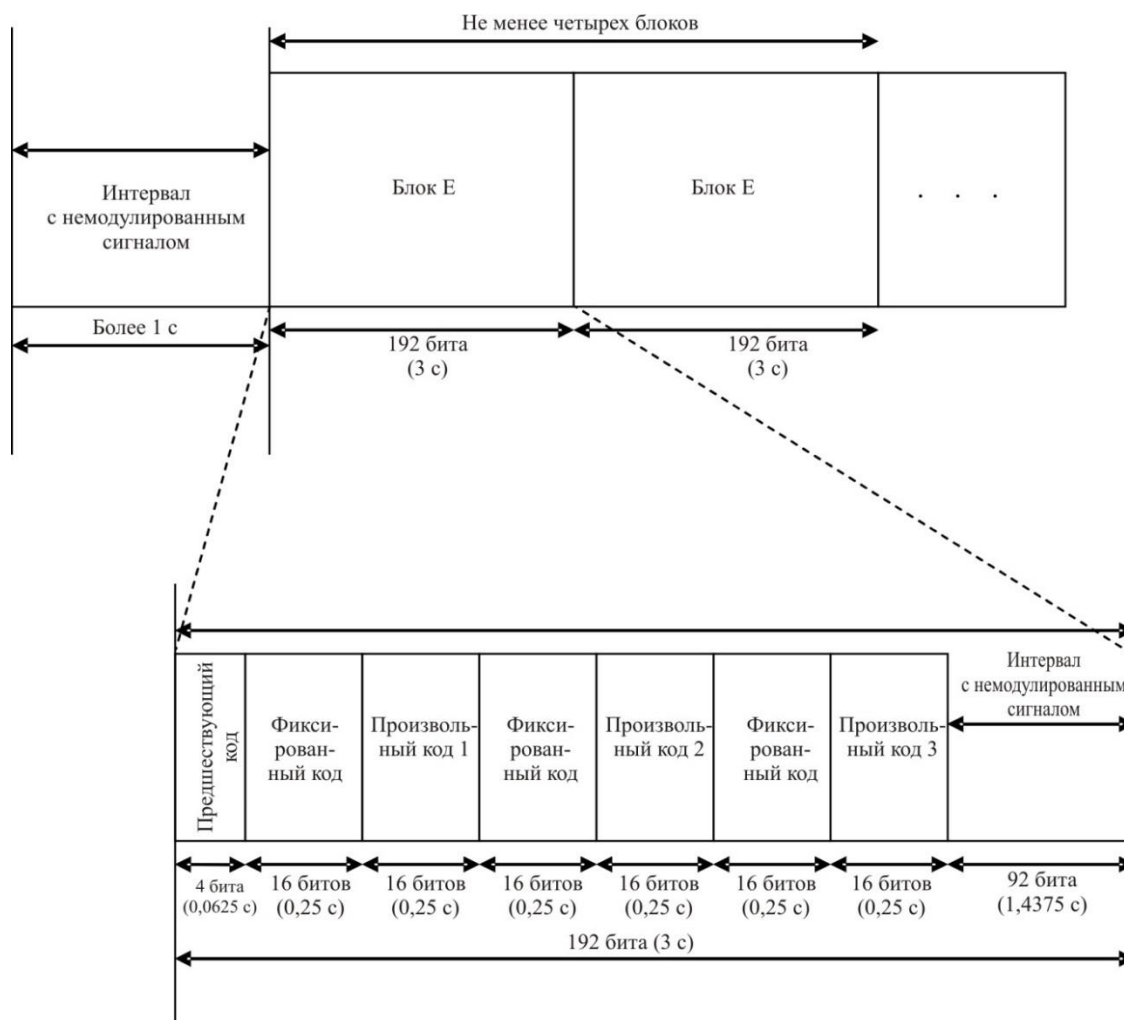 Не менее четырех блоков
Интервал
с немодулированным
сигналом
Блок Е
Блок Е
. . .
Более 1 с
192 бита
(3 с)
192 бита
(3 с)
Предшествующий
код
Фикси-
рован-
ный код
Произволь-
ный код 1
Фикси-
рован-
ный код
Произволь-
ный код 2
Фикси-
рован-
ный код
Произволь-
ный код 3
Интервал
с немодулированным
сигналом
4 бита
(0,0625 с)
16 битов
(0,25 с)
16 битов
(0,25 с)
16 битов
(0,25 с)
16 битов
(0,25 с)
16 битов
(0,25 с)
16 битов
(0,25 с)
92 бита
(1,4375 с)
192 бита (3 с)